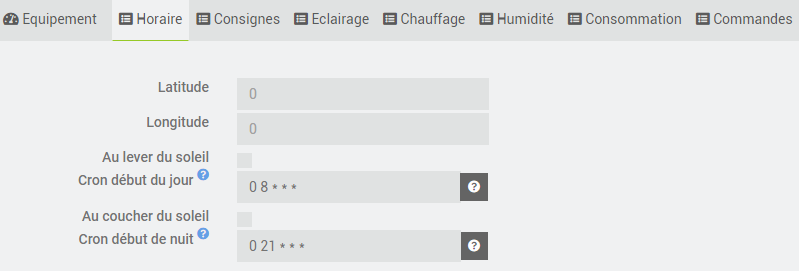 Equipement Horaire Consignes Eclairage Chauffage Humidité Consommation Commandes
Latitude 0
Longitude 0
Au lever du soleil
Cron début du jour ? 0 8 * * * ?
Au coucher du soleil
Cron début de nuit ? 0 21 * * * ?